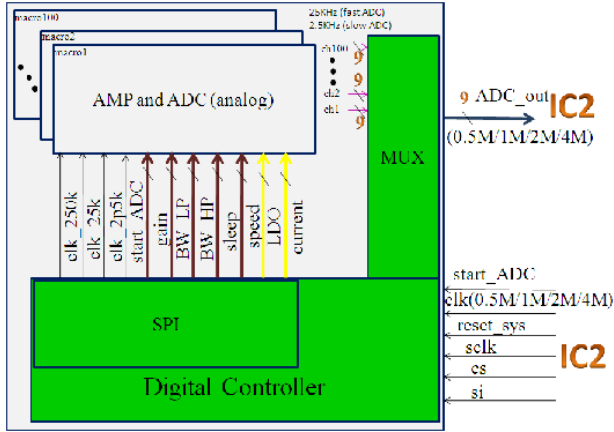 macro100
macro2
macro1
25KHz (fast ADC)
2.5KHz (slow ADC)
ch100
9
9
ch2
ch1
9
AMP and ADC (analog)
MUX
9 ADC_out IC2
(0.5M/1M/2M/4M)
clk_250k
clk_25k
clk_2p5k
start_ADC
gain
BW_LP
BW_HP
sleep
speed
LDO
current
start_ADC
clk(0.5M/1M/2M/4M)
reset_sys
sclk
cs
si
IC2
SPI
Digital Controller